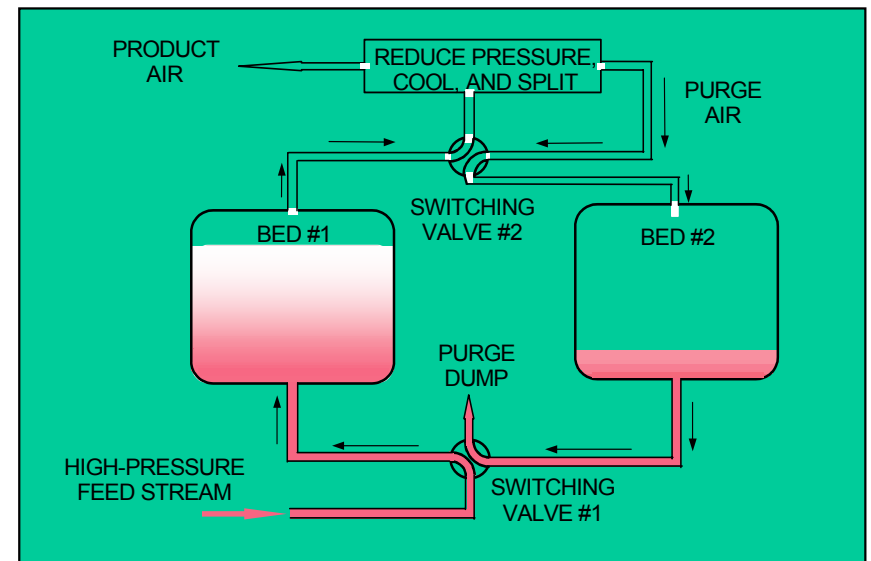 PRODUCT
AIR
REDUCE PRESSURE,
COOL, AND SPLIT
PURGE
AIR
SWITCHING
VALVE #2
BED #1
BED #2
PURGE
DUMP
HIGH-PRESSURE
FEED STREAM
SWITCHING
VALVE #1